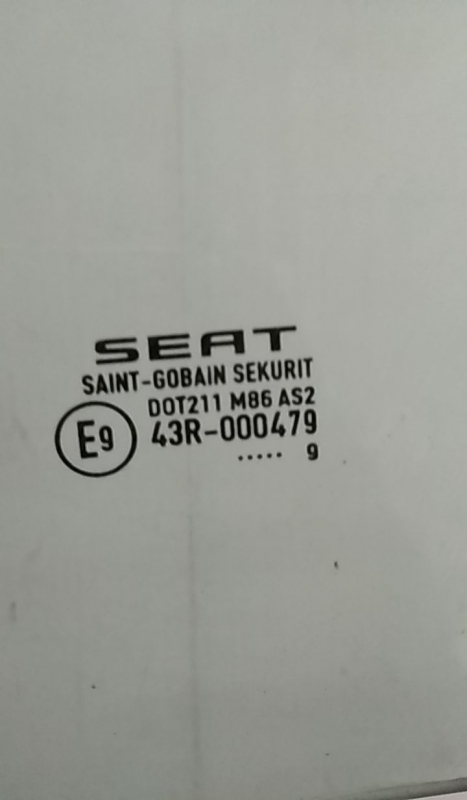 SEAT
SAINT-GOBAIN SEKURIT
DOT211 M86 AS2
E9 43R-000479
..... 9